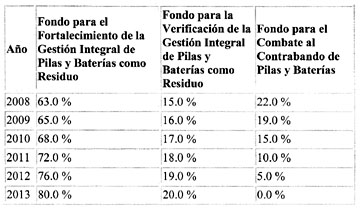 Año
Fondo para el
Fortalecimiento de la
Gestión Integral de
Pilas y Baterías como
Residuo
Fondo para la
Verificación de la
Gestión Integral
de Pilas y
Baterías como
Residuo
Fondo para el
Combate al
Contrabando de
Pilas y Baterías
2008 63.0 % 15.0 % 22.0 %
2009 65.0 % 16.0 % 19.0 %
2010 68.0 % 17.0 % 15.0 %
2011 72.0 % 18.0 % 10.0 %
2012 76.0 % 19.0 % 5.0 %
2013 80.0 % 20.0 % 0.0 %